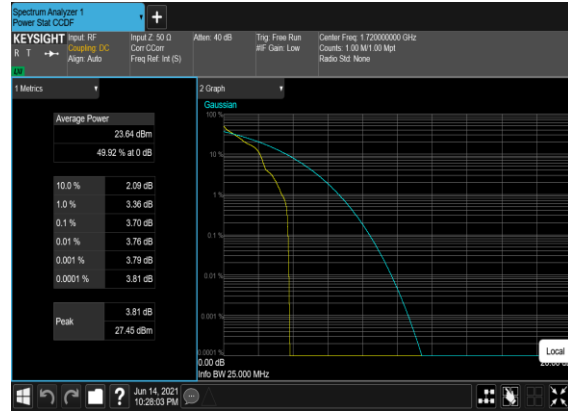 Spectrum Analyzer 1
Power Stat CCDF
KEYSIGHT
R T
LXI
Input: RF
Coupling: DC
Align: Auto
Input Z: 50 Ω
Corr CCorr
Freq Ref: Int (S)
Atten: 40 dB
Trig: Free Run
#IF Gain: Low
Center Freq: 1.720000000 GHz
Counts: 1.00 M/1.00 Mpt
Radio Std: None
1 Metrics
Average Power
23.64 dBm
49.92 % at 0 dB
10.0 % 2.09 dB
1.0 % 3.36 dB
0.1 % 3.70 dB
0.01 % 3.76 dB
0.001 % 3.79 dB
0.0001 % 3.81 dB
Peak
3.81 dB
27.45 dBm
2 Graph
Gaussian
100 %
10 %
1 %
0.1 %
0.01 %
0.001 %
0.0001 %
0.00 dB
Info BW 25.000 MHz
Local
?
Jun 14, 2021
10:28:03 PM